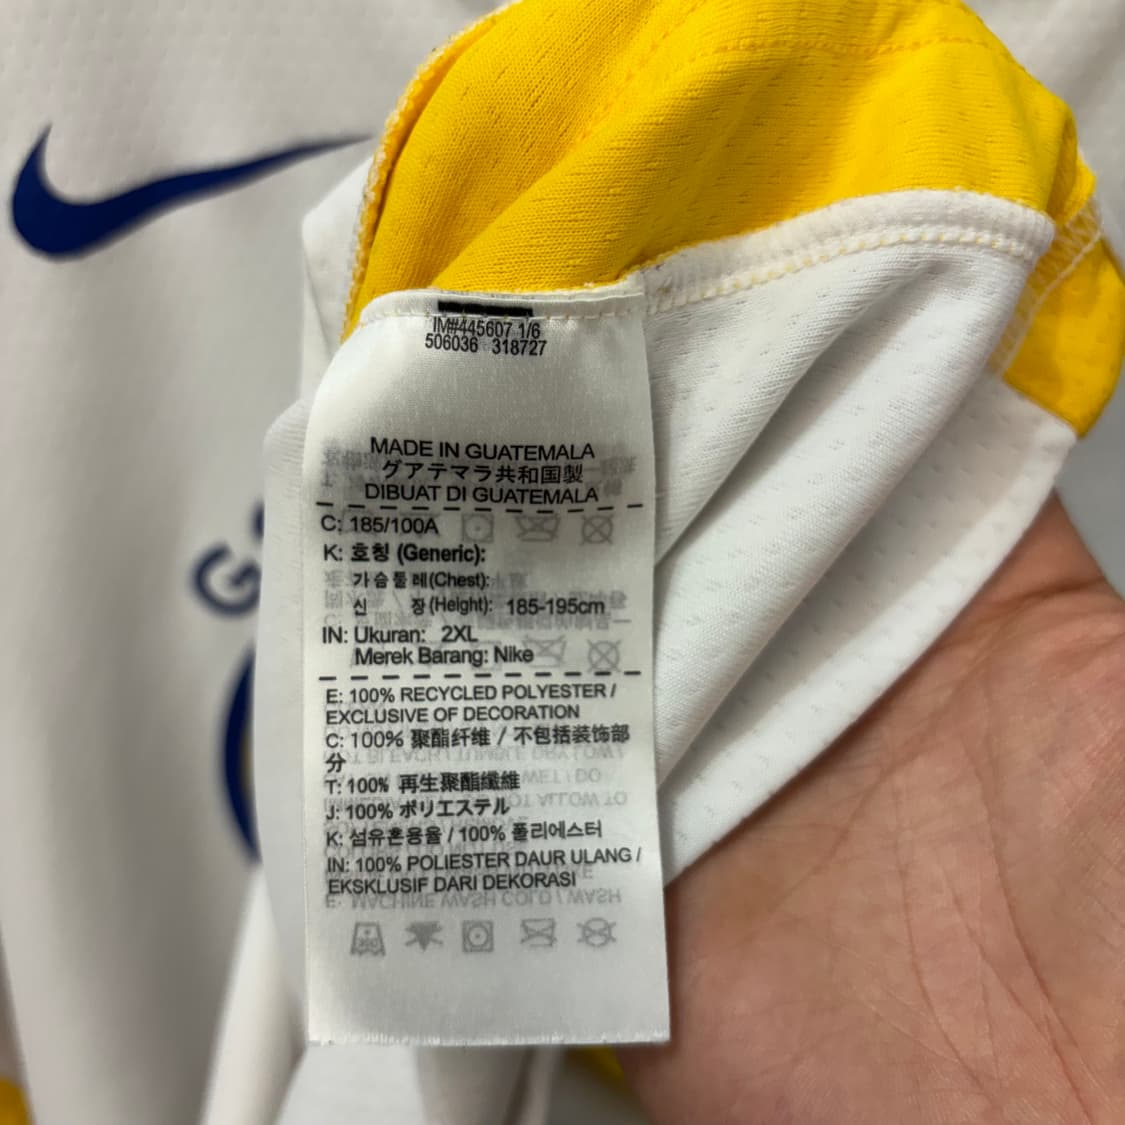 IM#445607 1/6
506036 318727
MADE IN GUATEMALA
グアテマラ共和国製
DIBUAT DI GUATEMALA
C: 185/100A
K: 호칭 (Generic):
가슴둘레(Chest):
신 장(Height): 185-195cm
IN: Ukuran: 2XL
Merek Barang: Nike
E: 100% RECYCLED POLYESTER /
EXCLUSIVE OF DECORATION
C: 100% 聚酯纤维 / 不包括装饰部
分
T: 100% 再生聚酯纖維
J: 100% ポリエステル
K: 섬유혼용율 / 100% 폴리에스터
IN: 100% POLIESTER DAUR ULANG /
EKSKLUSIF DARI DEKORASI